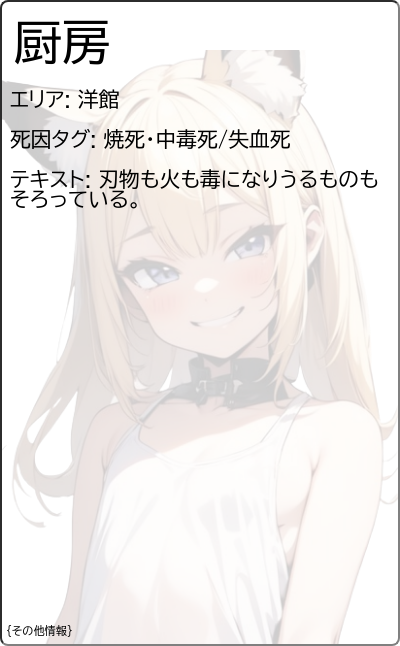 厨房
エリア: 洋館
死因タグ: 焼死・中毒死/失血死
テキスト: 刃物も火も毒になりうるものも
そろっている。
{その他情報}